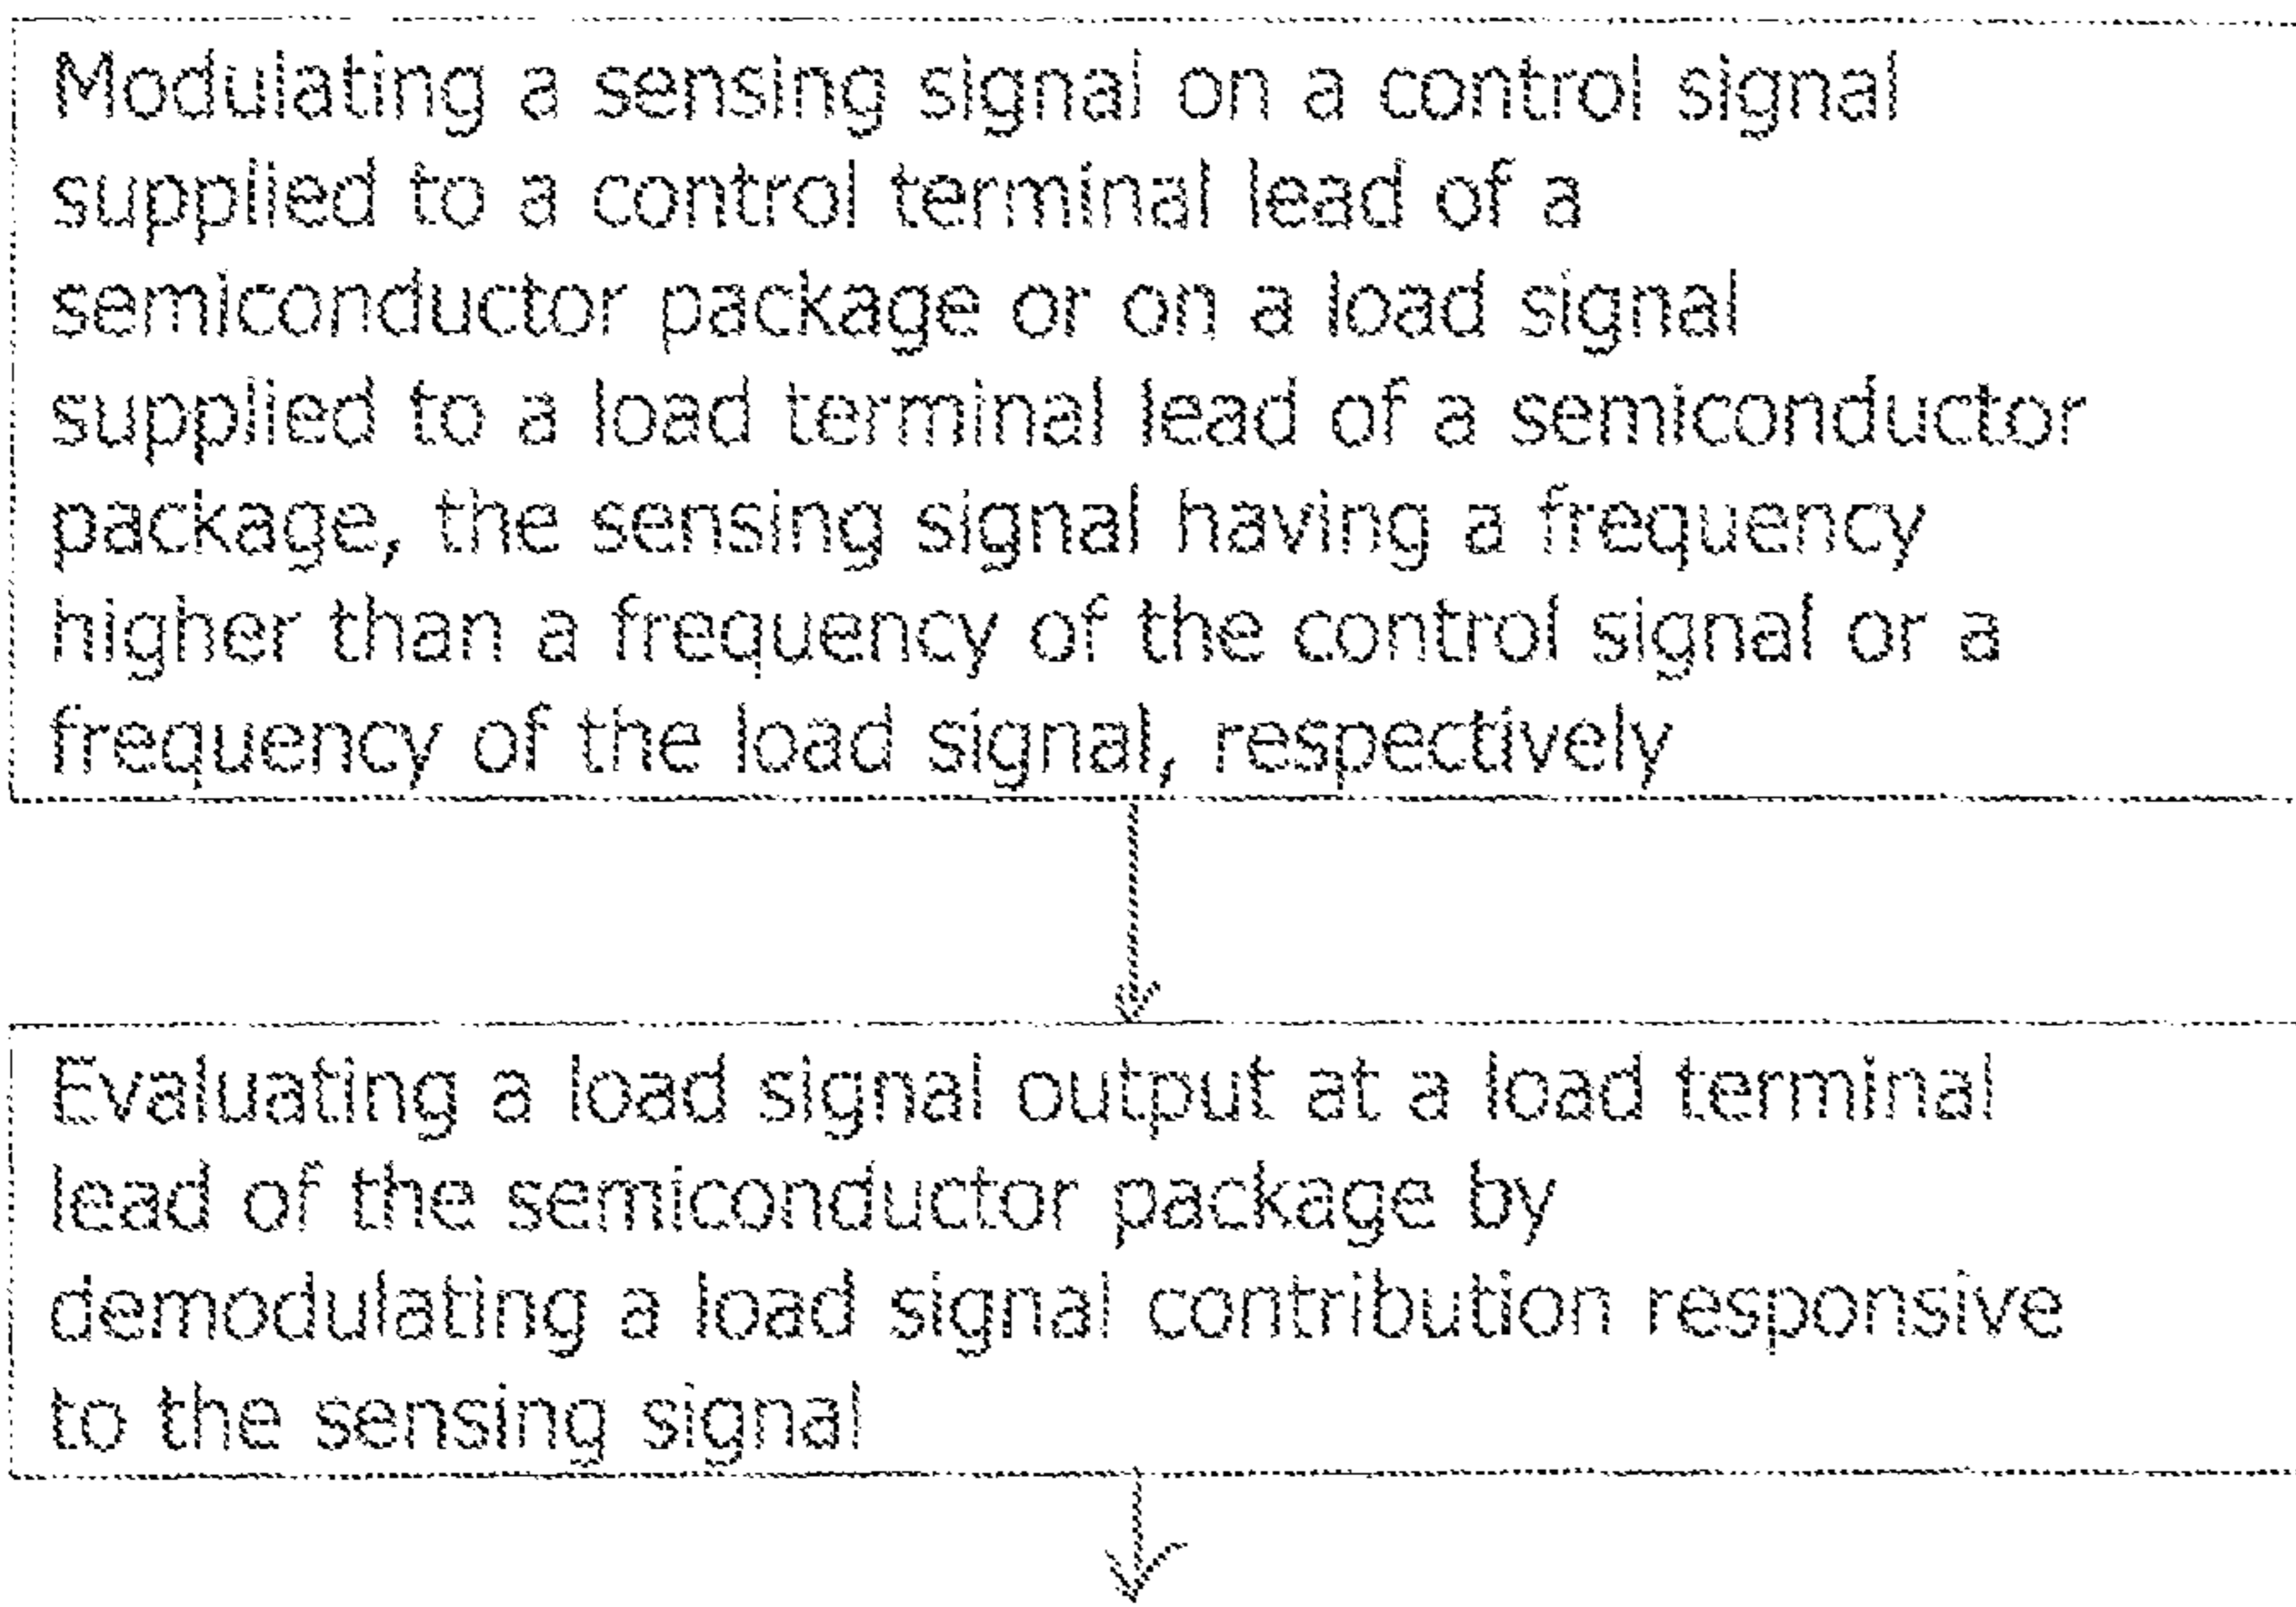 Modulating a sensing signal on a control signal
supplied to a control terminal lead of a
semiconductor package or on a load signal
supplied to a load terminal lead of a semiconductor
package, the sensing signal having a frequency
higher than a frequency of the control signal or a
frequency of the load signal, respectively
Evaluating a load signal output at a load terminal
lead of the semiconductor package by
demodulating a load signal contribution responsive
to the sensing signal